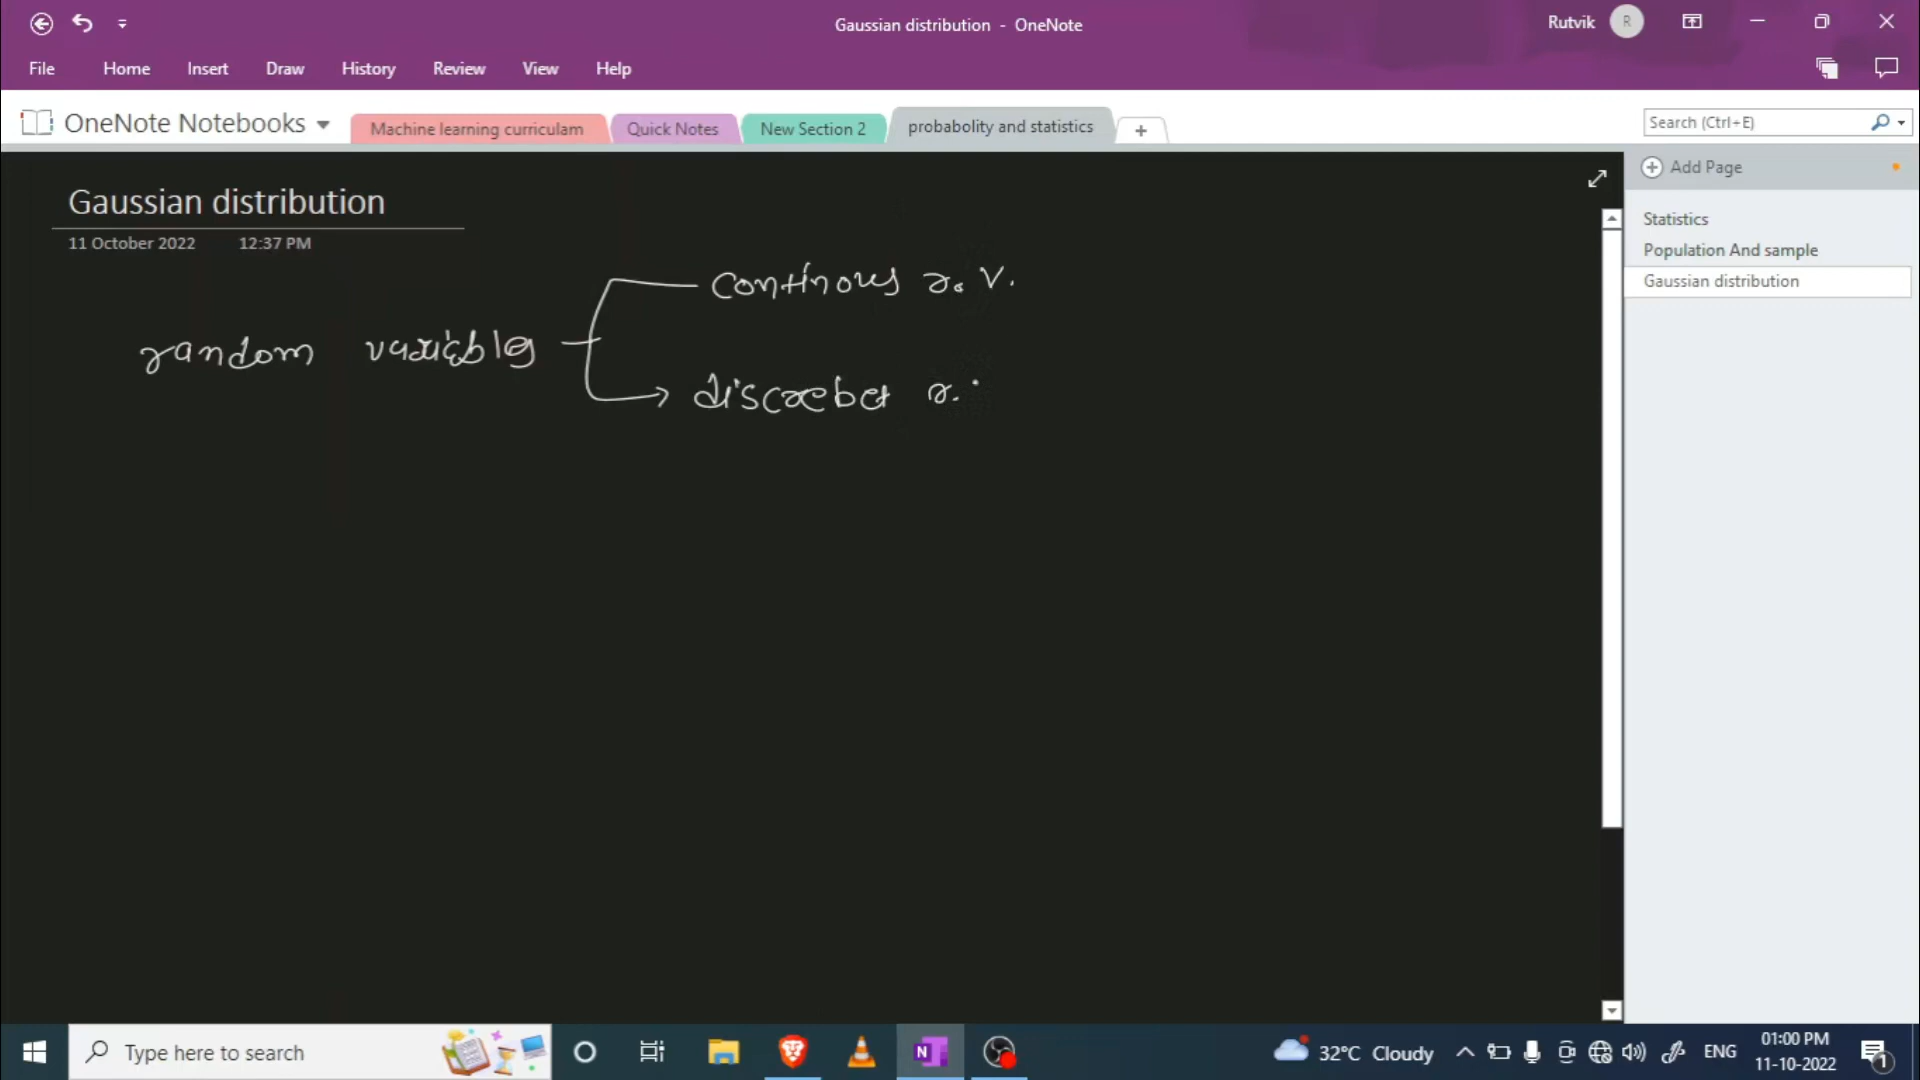 Gaussian distribution - OneNote
Rutvik
R
File Home Insert Draw History Review View Help
OneNote Notebooks
Machine learning curriculam
Quick Notes
New Section 2
probabolity and statistics
+
Search (Ctrl+E)
Add Page
Gaussian distribution
11 October 2022 12:37 PM
Statistics
Population And sample
Gaussian distribution
continous r. v.
random variable
r.
Type here to search
N
32°C Cloudy
ENG
01:00 PM
11-10-2022
1